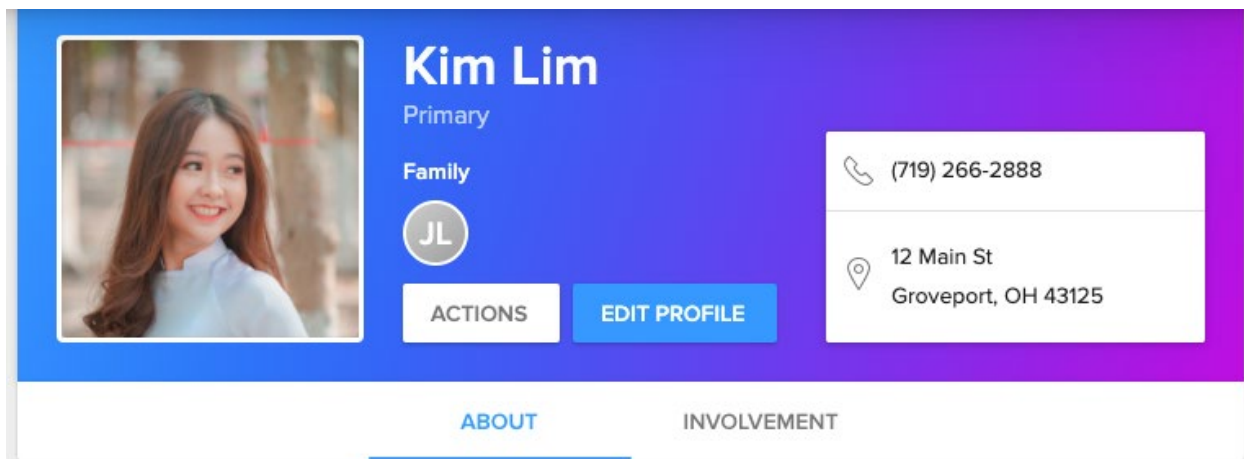 Kim Lim
Primary
Family
JL
ACTIONS
EDIT PROFILE
(719) 266-2888
12 Main St
Groveport, OH 43125
ABOUT
INVOLVEMENT